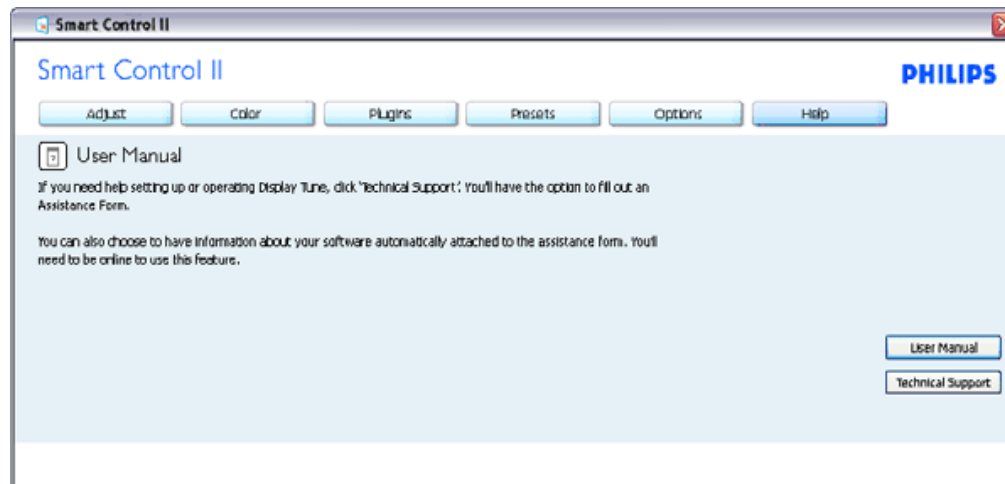 Smart Control II
Smart Control II
PHILIPS
Adjust Color Plugins Presets Options Help
User Manual
If you need help setting up or operating Display Tune, click 'Technical Support'. You'll have the option to fill out an
Assistance Form.
You can also choose to have information about your software automatically attached to the assistance form. You'll
need to be online to use this feature.
User Manual
Technical Support